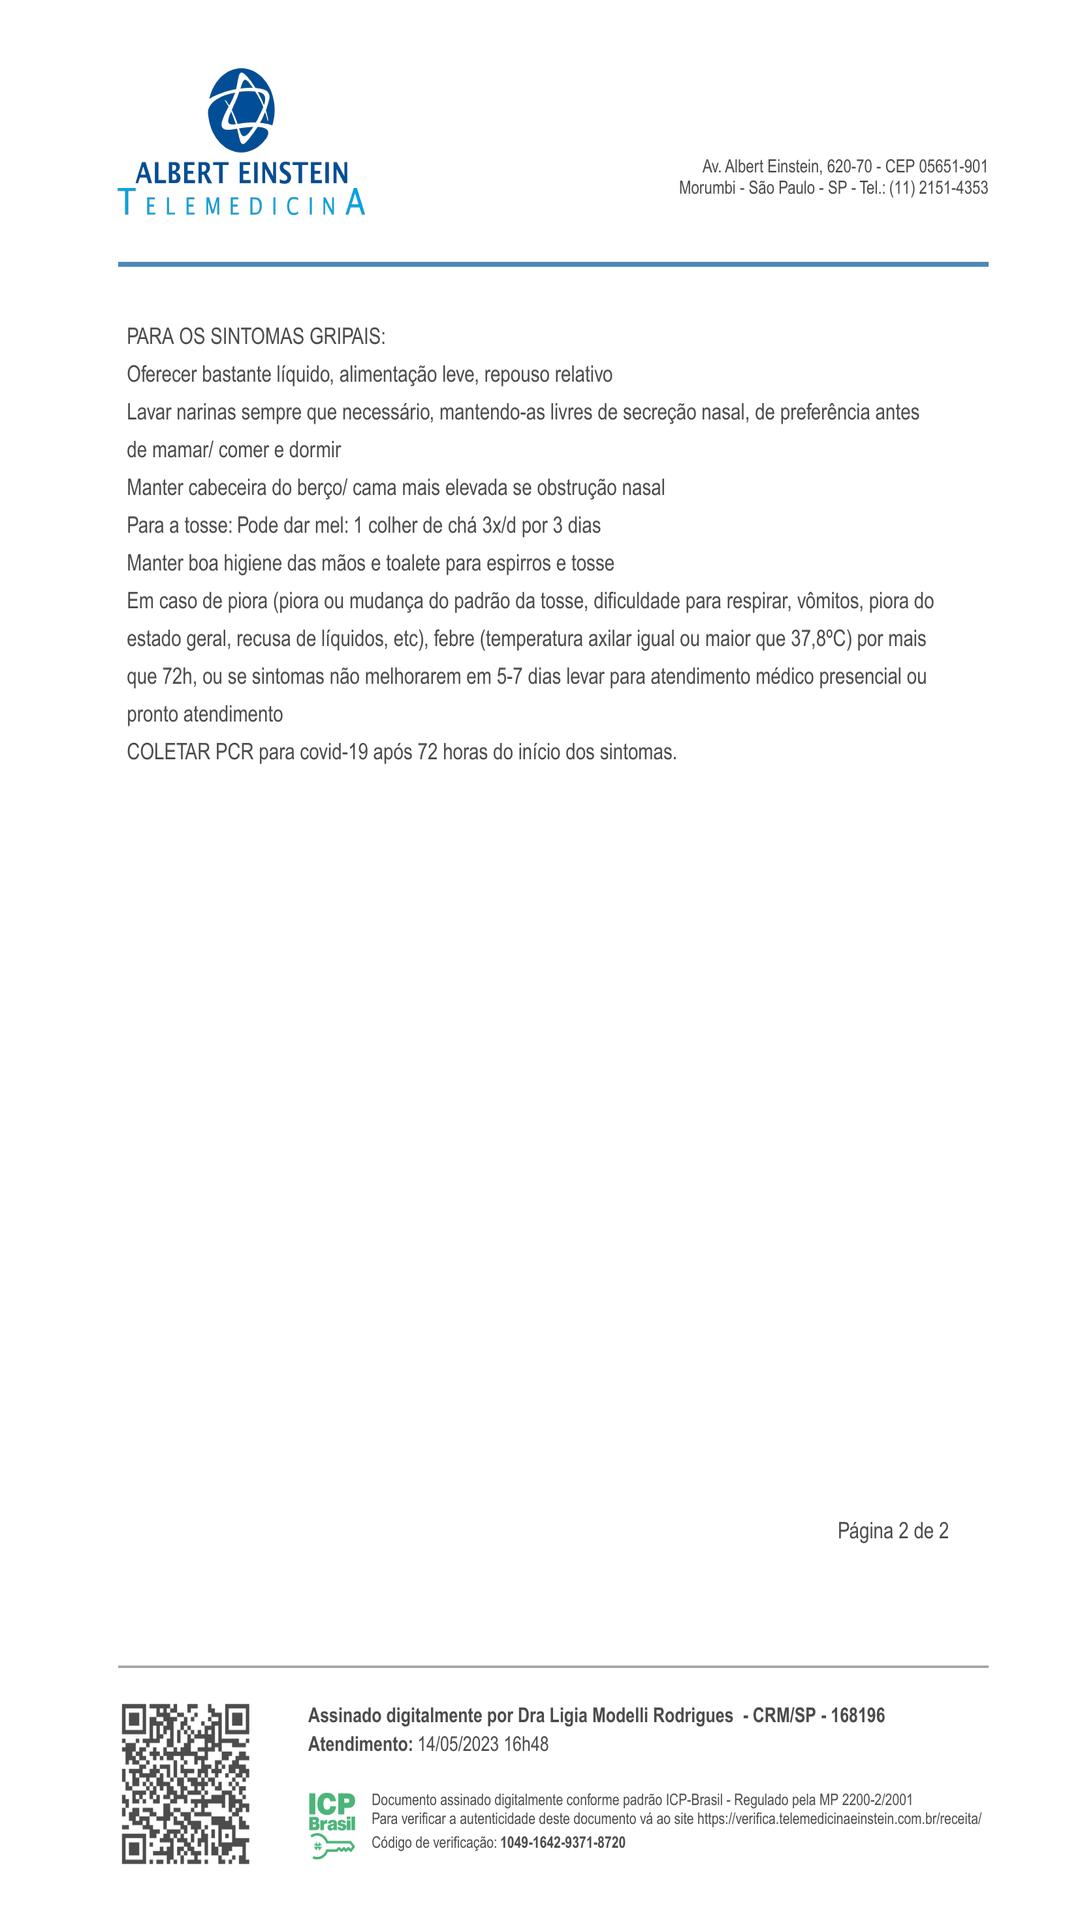 ALBERT EINSTEIN
TELEMEDICINA
Av. Albert Einstein, 620-70 - CEP 05651-901
Morumbi - São Paulo - SP - Tel.: (11) 2151-4353
PARA OS SINTOMAS GRIPAIS:
Oferecer bastante líquido, alimentação leve, repouso relativo
Lavar narinas sempre que necessário, mantendo-as livres de secreção nasal, de preferência antes
de mamar/ comer e dormir
Manter cabeceira do berço/ cama mais elevada se obstrução nasal
Para a tosse: Pode dar mel: 1 colher de chá 3x/d por 3 dias
Manter boa higiene das mãos e toalete para espirros e tosse
Em caso de piora (piora ou mudança do padrão da tosse, dificuldade para respirar, vômitos, piora do
estado geral, recusa de líquidos, etc), febre (temperatura axilar igual ou maior que 37,8ºC) por mais
que 72h, ou se sintomas não melhorarem em 5-7 dias levar para atendimento médico presencial ou
pronto atendimento
COLETAR PCR para covid-19 após 72 horas do início dos sintomas.
Página 2 de 2
Assinado digitalmente por Dra Ligia Modelli Rodrigues - CRM/SP - 168196
Atendimento: 14/05/2023 16h48
ICP
Brasil
Documento assinado digitalmente conforme padrão ICP-Brasil - Regulado pela MP 2200-2/2001
Para verificar a autenticidade deste documento vá ao site https://verifica.telemedicinaeinstein.com.br/receita/
Código de verificação: 1049-1642-9371-8720